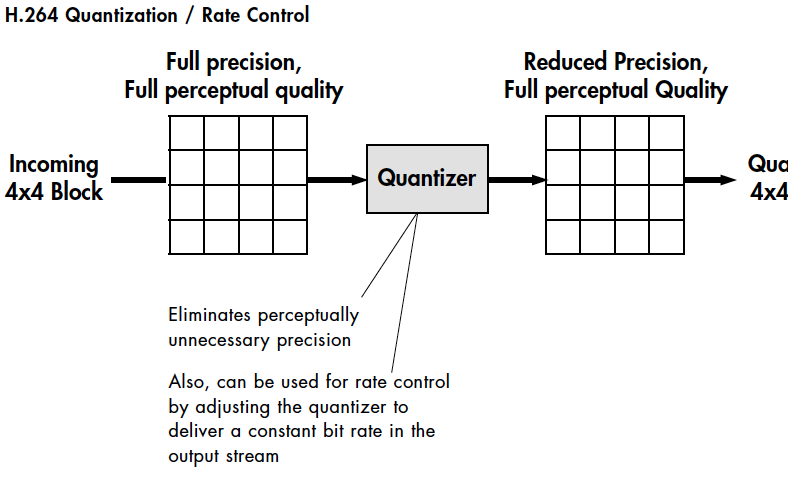 H.264 Quantization / Rate Control
Full precision,
Full perceptual quality
Reduced Precision,
Full perceptual Quality
Incoming
4x4 Block
Quantizer
4x4
Eliminates perceptually
unnecessary precision
Also, can be used for rate control
by adjusting the quantizer to
deliver a constant bit rate in the
output stream